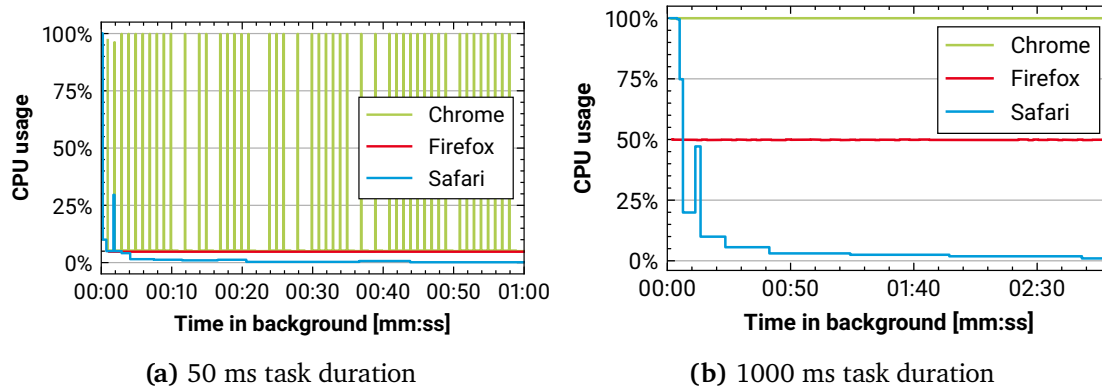 CPU usage
100%
75%
50%
25%
0%
Chrome
Firefox
Safari
00:00 00:10 00:20 00:30 00:40 00:50 01:00
Time in background [mm:ss]
(a) 50 ms task duration
CPU usage
100%
75%
50%
25%
0%
Chrome
Firefox
Safari
00:00 00:50 01:40 02:30
Time in background [mm:ss]
(b) 1000 ms task duration